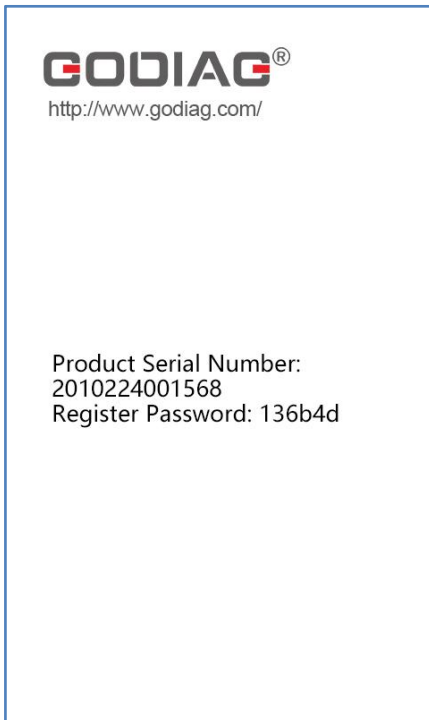 GODIAG®
http://www.godiag.com/
Product Serial Number:
2010224001568
Register Password: 136b4d